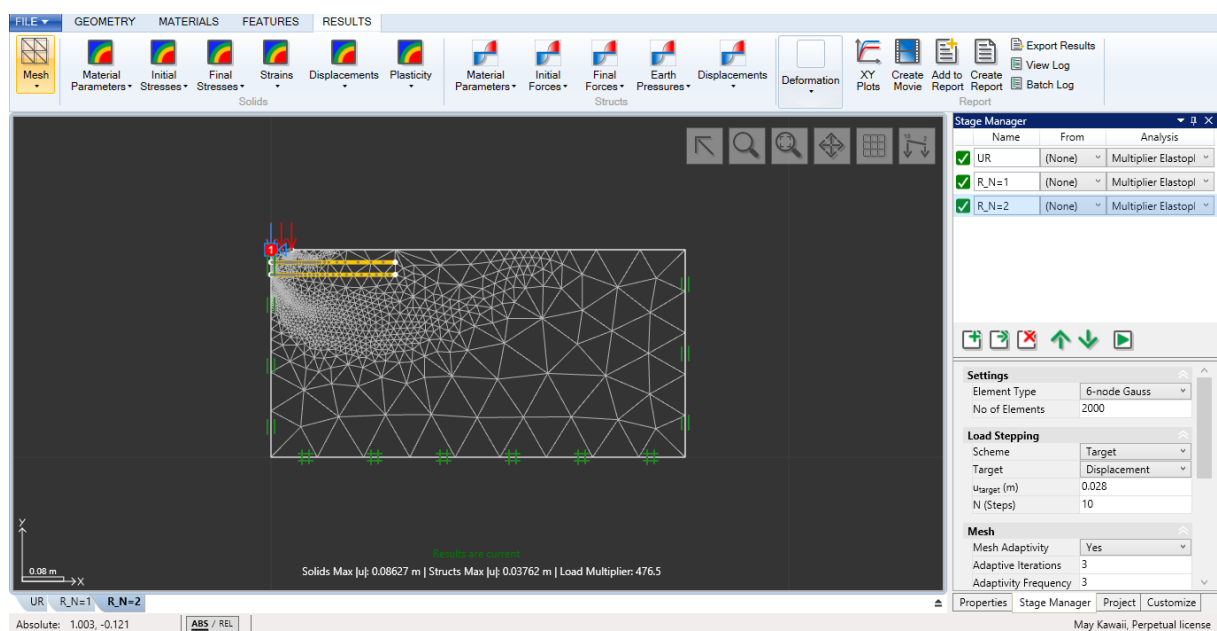 FILE GEOMETRY MATERIALS FEATURES RESULTS
Mesh Material Parameters Initial Stresses Final Stresses Strains Displacements Plasticity Material Parameters Initial Forces Final Forces Earth Pressures Displacements Deformation XY Plots Create Movie Add to Report Create Report Export Results
View Log
Batch Log
Solids Structs Report
Stage Manager
Name From Analysis
UR (None) Multiplier Elastopl
R_N=1 (None) Multiplier Elastopl
R_N=2 (None) Multiplier Elastopl
1
Settings
Element Type 6-node Gauss
No of Elements 2000
Load Stepping
Scheme Target
Target Displacement
utarget (m) 0.028
N (Steps) 10
Mesh
Mesh Adaptivity Yes
Adaptive Iterations 3
Adaptivity Frequency 3
Y
0.08 m
X
Results are current
Solids Max |u|: 0.08627 m | Structs Max |u|: 0.03762 m | Load Multiplier: 476.5
UR R_N=1 R_N=2
Properties Stage Manager Project Customize
Absolute: 1.003, -0.121 ABS / REL May Kawaii, Perpetual license